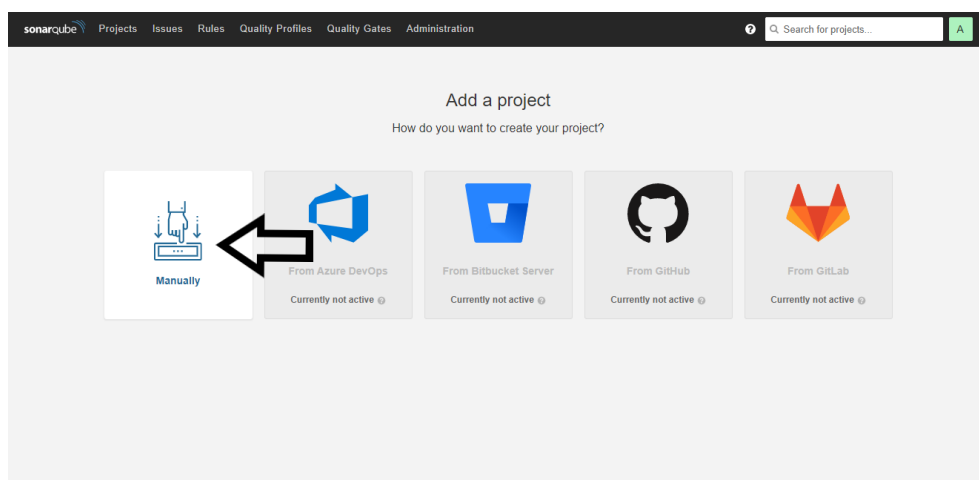 sonarqube Projects Issues Rules Quality Profiles Quality Gates Administration ? Search for projects... A
Add a project
How do you want to create your project?
Manually
From Azure DevOps
Currently not active ?
From Bitbucket Server
Currently not active ?
From GitHub
Currently not active ?
From GitLab
Currently not active ?